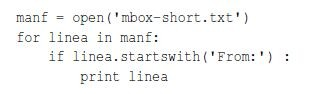 manf = open('mbox-short.txt')
for linea in manf:
    if linea.startswith('From:') :
        print linea